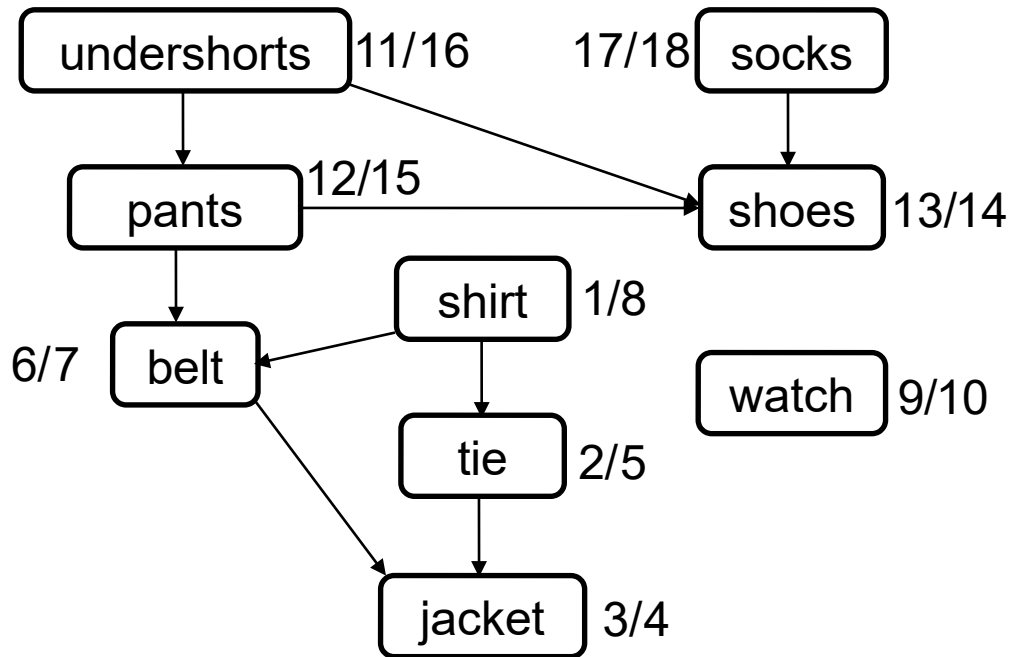 undershorts 11/16 17/18 socks
pants 12/15 shoes 13/14
shirt 1/8
6/7 belt
watch 9/10
tie 2/5
jacket 3/4